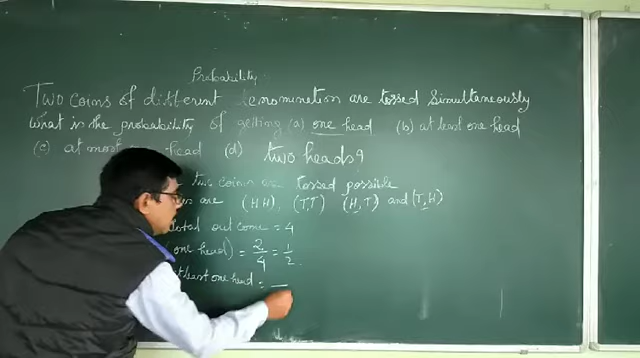 Probability
Two coins of different denomination are tossed simultaneously
What is the probability of getting (a) one head (b) at least one head
(c) at most head (d) two heads?
two coins are tossed possible
are (HH), (T,T) (H,T) and (T,H)
total out come = 4
(one head) = 2/4 = 1/2
at least one head =